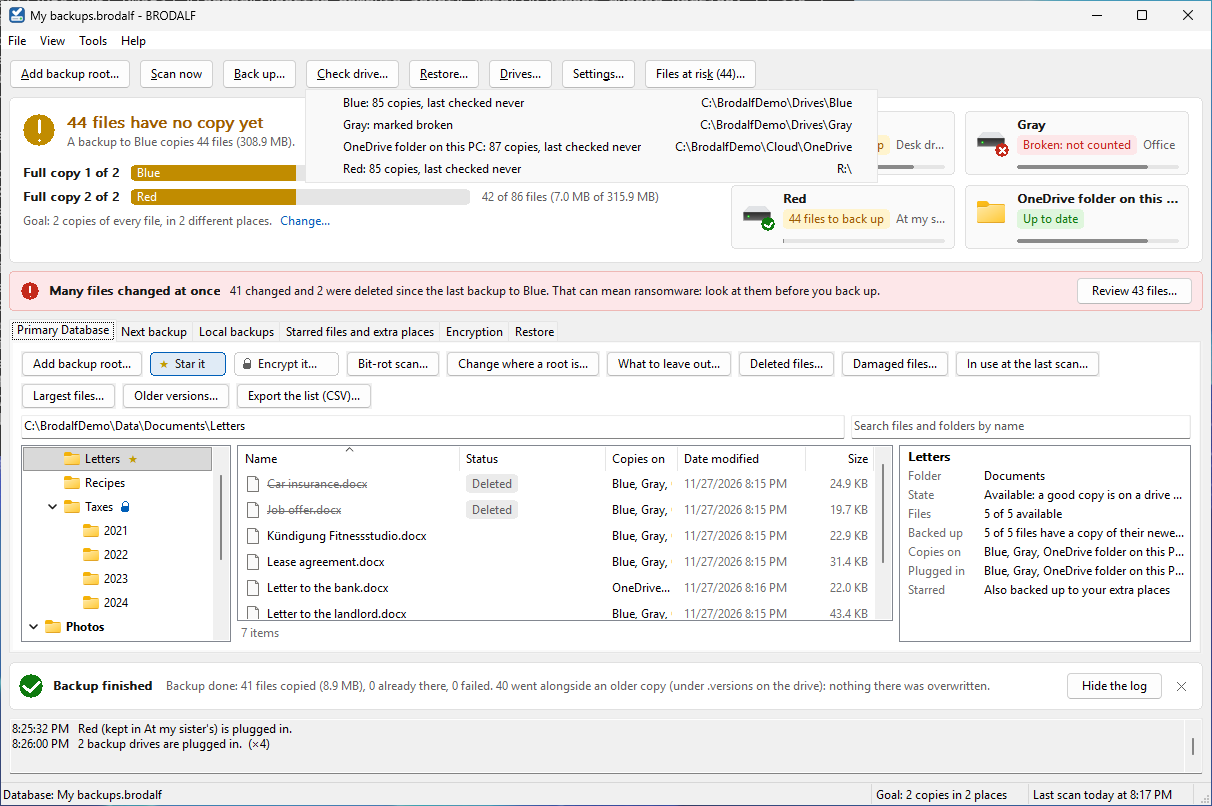 My backups.brodalf - BRODALF
File View Tools Help
Add backup root... Scan now Back up... Check drive... Restore... Drives... Settings... Files at risk (44)...
Blue: 85 copies, last checked never C:\BrodalfDemo\Drives\Blue
Gray: marked broken C:\BrodalfDemo\Drives\Gray
OneDrive folder on this PC: 87 copies, last checked never C:\BrodalfDemo\Cloud\OneDrive
Red: 85 copies, last checked never R:\
44 files have no copy yet
A backup to Blue copies 44 files (308.9 MB).
Full copy 1 of 2 Blue
Full copy 2 of 2 Red 42 of 86 files (7.0 MB of 315.9 MB)
Goal: 2 copies of every file, in 2 different places. Change...
Desk dr...
Gray
Broken: not counted Office
Red
44 files to back up At my s...
OneDrive folder on this ...
Up to date
Many files changed at once 41 changed and 2 were deleted since the last backup to Blue. That can mean ransomware: look at them before you back up. Review 43 files...
Primary Database Next backup Local backups Starred files and extra places Encryption Restore
Add backup root... Star it Encrypt it... Bit-rot scan... Change where a root is... What to leave out... Deleted files... Damaged files... In use at the last scan...
Largest files... Older versions... Export the list (CSV)...
C:\BrodalfDemo\Data\Documents\Letters Search files and folders by name
Letters
Recipes
Taxes
2021
2022
2023
2024
Photos
Name Status Copies on Date modified Size
Car insurance.docx Deleted Blue, Gray, 11/27/2026 8:15 PM 24.9 KB
Job offer.docx Deleted Blue, Gray, 11/27/2026 8:15 PM 19.7 KB
Kündigung Fitnessstudio.docx Blue, Gray, 11/27/2026 8:15 PM 22.9 KB
Lease agreement.docx Blue, Gray, 11/27/2026 8:15 PM 31.4 KB
Letter to the bank.docx OneDrive... 11/27/2026 8:16 PM 22.0 KB
Letter to the landlord.docx Blue, Gray, 11/27/2026 8:15 PM 43.4 KB
7 items
Letters
Folder Documents
State Available: a good copy is on a drive ...
Files 5 of 5 available
Backed up 5 of 5 files have a copy of their newe...
Copies on Blue, Gray, OneDrive folder on this P...
Plugged in Blue, Gray, OneDrive folder on this P...
Starred Also backed up to your extra places
Backup finished Backup done: 41 files copied (8.9 MB), 0 already there, 0 failed. 40 went alongside an older copy (under .versions on the drive): nothing there was overwritten. Hide the log
8:25:32 PM Red (kept in At my sister's) is plugged in.
8:26:00 PM 2 backup drives are plugged in. (×4)
Database: My backups.brodalf Goal: 2 copies in 2 places Last scan today at 8:17 PM